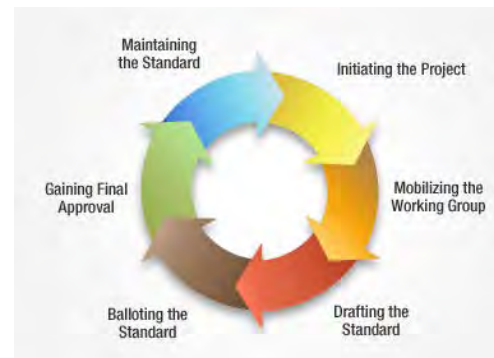 Maintaining
the Standard
Initiating the Project
Mobilizing the
Working Group
Drafting the
Standard
Balloting the
Standard
Gaining Final
Approval